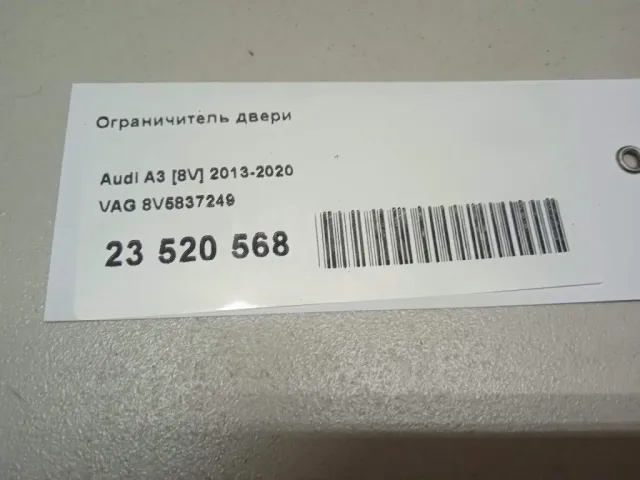 Ограничитель двери
Audi A3 [8V] 2013-2020
VAG 8V5837249
23 520 568